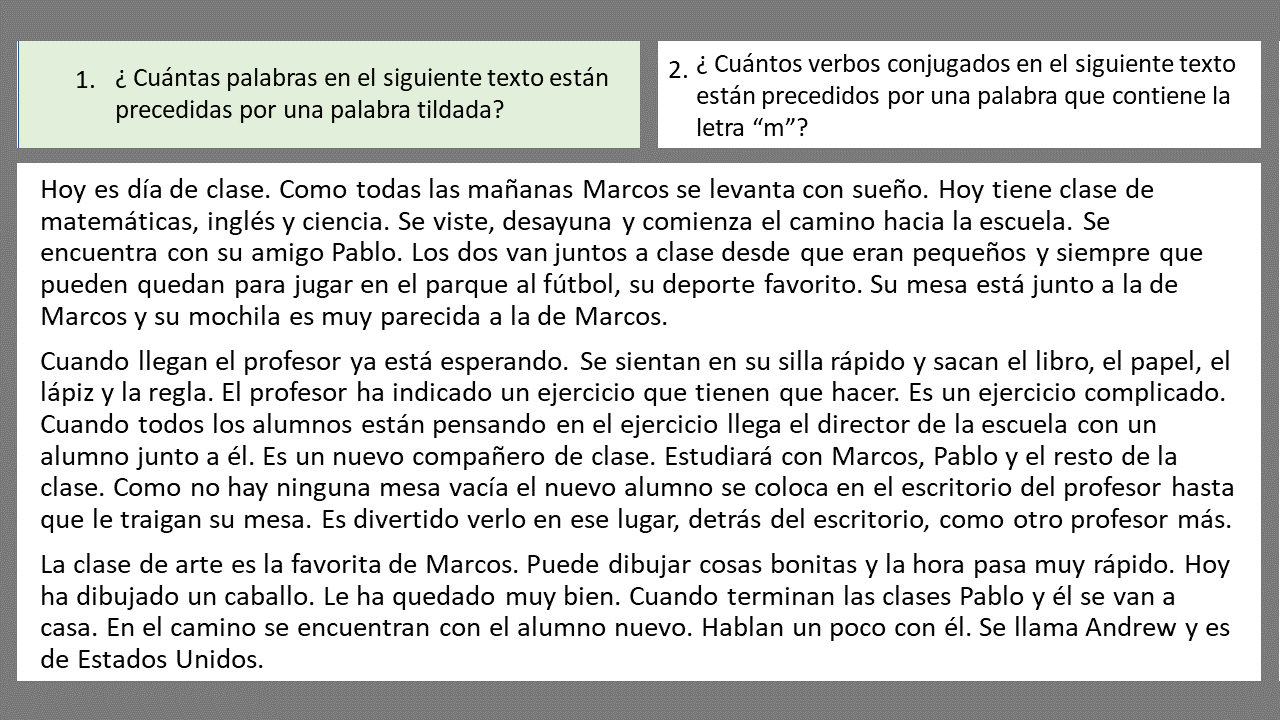 1. ¿ Cuántas palabras en el siguiente texto están
precedidas por una palabra tildada?
2. ¿ Cuántos verbos conjugados en el siguiente texto
están precedidos por una palabra que contiene la
letra “m”?
Hoy es día de clase. Como todas las mañanas Marcos se levanta con sueño. Hoy tiene clase de
matemáticas, inglés y ciencia. Se viste, desayuna y comienza el camino hacia la escuela. Se
encuentra con su amigo Pablo. Los dos van juntos a clase desde que eran pequeños y siempre que
pueden quedan para jugar en el parque al fútbol, su deporte favorito. Su mesa está junto a la de
Marcos y su mochila es muy parecida a la de Marcos.
Cuando llegan el profesor ya está esperando. Se sientan en su silla rápido y sacan el libro, el papel, el
lápiz y la regla. El profesor ha indicado un ejercicio que tienen que hacer. Es un ejercicio complicado.
Cuando todos los alumnos están pensando en el ejercicio llega el director de la escuela con un
alumno junto a él. Es un nuevo compañero de clase. Estudiará con Marcos, Pablo y el resto de la
clase. Como no hay ninguna mesa vacía el nuevo alumno se coloca en el escritorio del profesor hasta
que le traigan su mesa. Es divertido verlo en ese lugar, detrás del escritorio, como otro profesor más.
La clase de arte es la favorita de Marcos. Puede dibujar cosas bonitas y la hora pasa muy rápido. Hoy
ha dibujado un caballo. Le ha quedado muy bien. Cuando terminan las clases Pablo y él se van a
casa. En el camino se encuentran con el alumno nuevo. Hablan un poco con él. Se llama Andrew y es
de Estados Unidos.